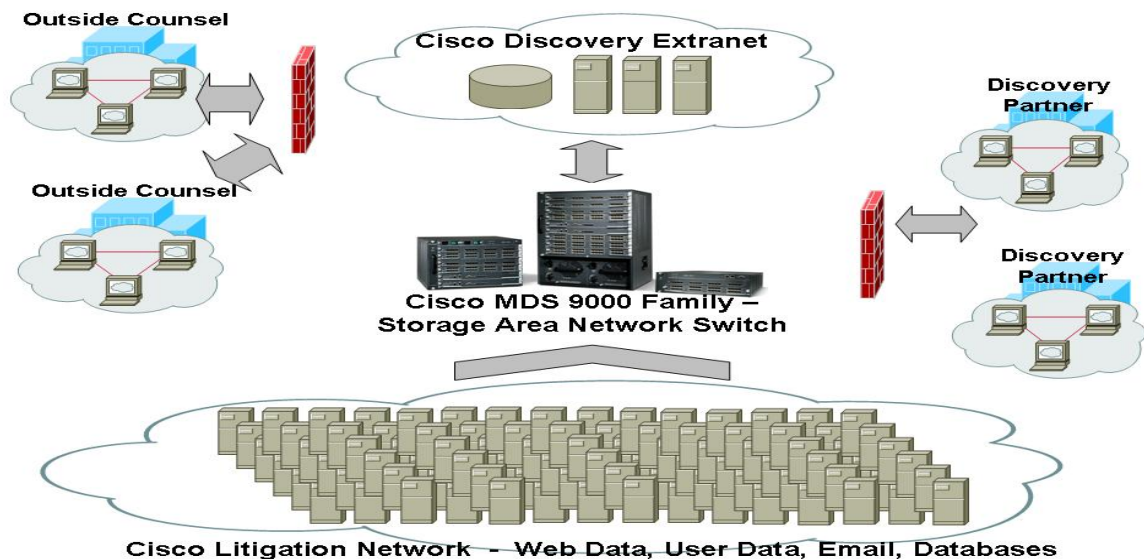 Outside Counsel
Cisco Discovery Extranet
Discovery
Partner
Outside Counsel
Discovery
Partner
Cisco MDS 9000 Family –
Storage Area Network Switch
Cisco Litigation Network - Web Data, User Data, Email, Databases